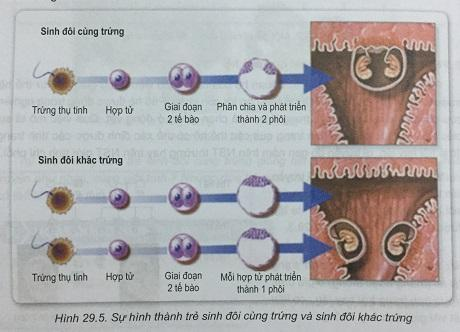 Sinh đôi cùng trứng
Trứng thụ tinh
Hợp tử
Giai đoạn
2 tế bào
Phân chia và phát triển
thành 2 phôi
Sinh đôi khác trứng
Trứng thụ tinh
Hợp tử
Giai đoạn
2 tế bào
Mỗi hợp tử phát triển
thành 1 phôi
Hình 29.5. Sự hình thành trẻ sinh đôi cùng trứng và sinh đôi khác trứng